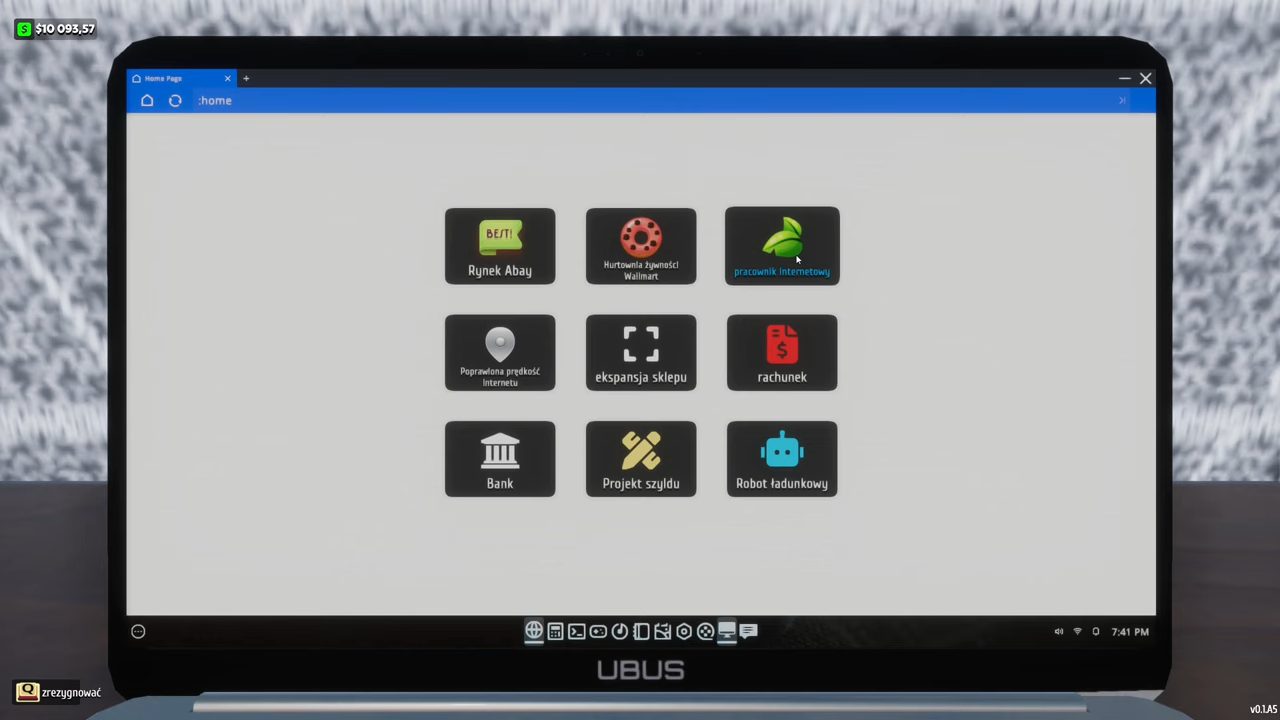 $ $10 093,57
Home Page
:home
BEST!
Rynek Abay
Hurtownia żywności
Wallmart
pracownik internetowy
Poprawiona prędkość
internetu
ekspansja sklepu
$
rachunek
Bank
Projekt szyldu
Robot ładunkowy
7:41 PM
UBUS
Q zrezygnować
v0.1.A5